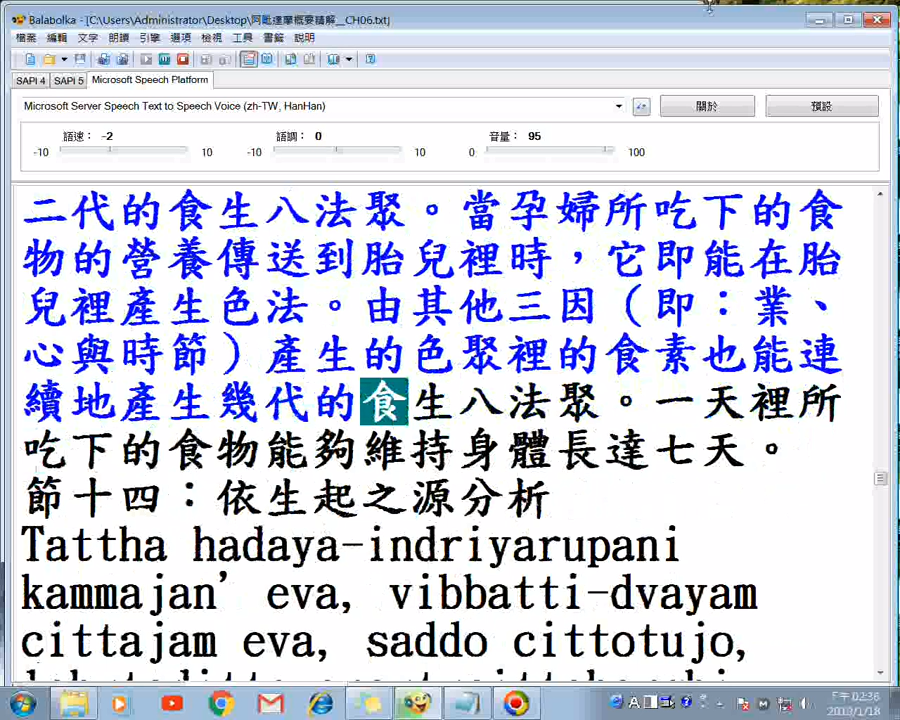 Balabolka - [C:\Users\Administrator\Desktop\阿毗達摩概要精解__CH06.txt]
檔案 編輯 文字 朗讀 引擎 選項 檢視 工具 書籤 說明
SAPI 4 SAPI 5 Microsoft Speech Platform
Microsoft Server Speech Text to Speech Voice (zh-TW, HanHan) 關於 預設
語速： -2 語調： 0 音量： 95
-10 10 -10 10 0 100
二代的食生八法聚。當孕婦所吃下的食
物的營養傳送到胎兒裡時，它即能在胎
兒裡產生色法。由其他三因（即：業、
心與時節）產生的色聚裡的食素也能連
續地產生幾代的食生八法聚。一天裡所
吃下的食物能夠維持身體長達七天。
節十四：依生起之源分析
Tattha hadaya-indriyarupani
kammajan’ eva, vibbatti-dvayam
cittajam eva, saddo cittotujo,
下午 02:36